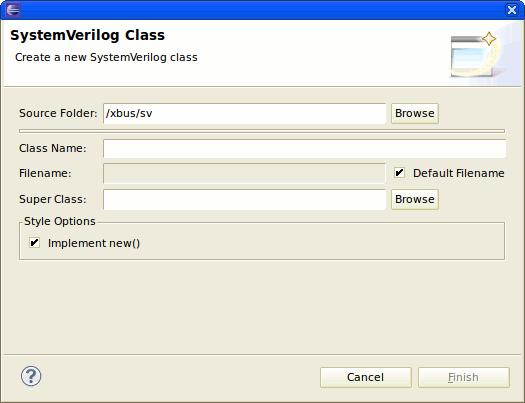 SystemVerilog Class
Create a new SystemVerilog class
Source Folder: /xbus/sv Browse
Class Name:
Filename: Default Filename
Super Class: Browse
Style Options
Implement new()
? Cancel Finish